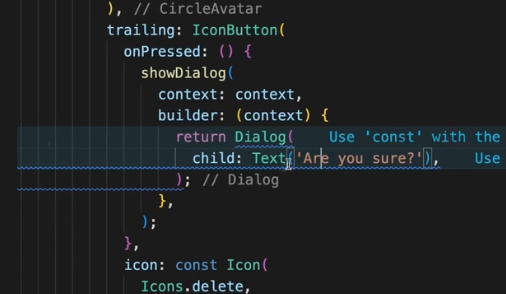 ), // CircleAvatar
trailing: IconButton(
onPressed: () {
showDialog(
context: context,
builder: (context) {
return Dialog( Use 'const' with the
child: Text('Are you sure?'), Use
); // Dialog
},
);
},
icon: const Icon(
Icons.delete,